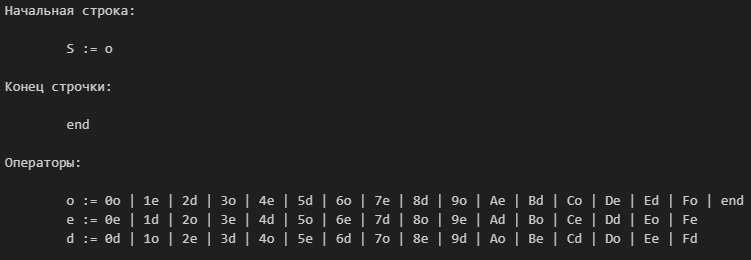 Начальная строка:
S := o
Конец строчки:
end
Операторы:
o := 0o | 1e | 2d | 3o | 4e | 5d | 6o | 7e | 8d | 9o | Ae | Bd | Co | De | Ed | Fo | end
e := 0e | 1d | 2o | 3e | 4d | 5o | 6e | 7d | 8o | 9e | Ad | Bo | Ce | Dd | Eo | Fe
d := 0d | 1o | 2e | 3d | 4o | 5e | 6d | 7o | 8e | 9d | Ao | Be | Cd | Do | Ee | Fd